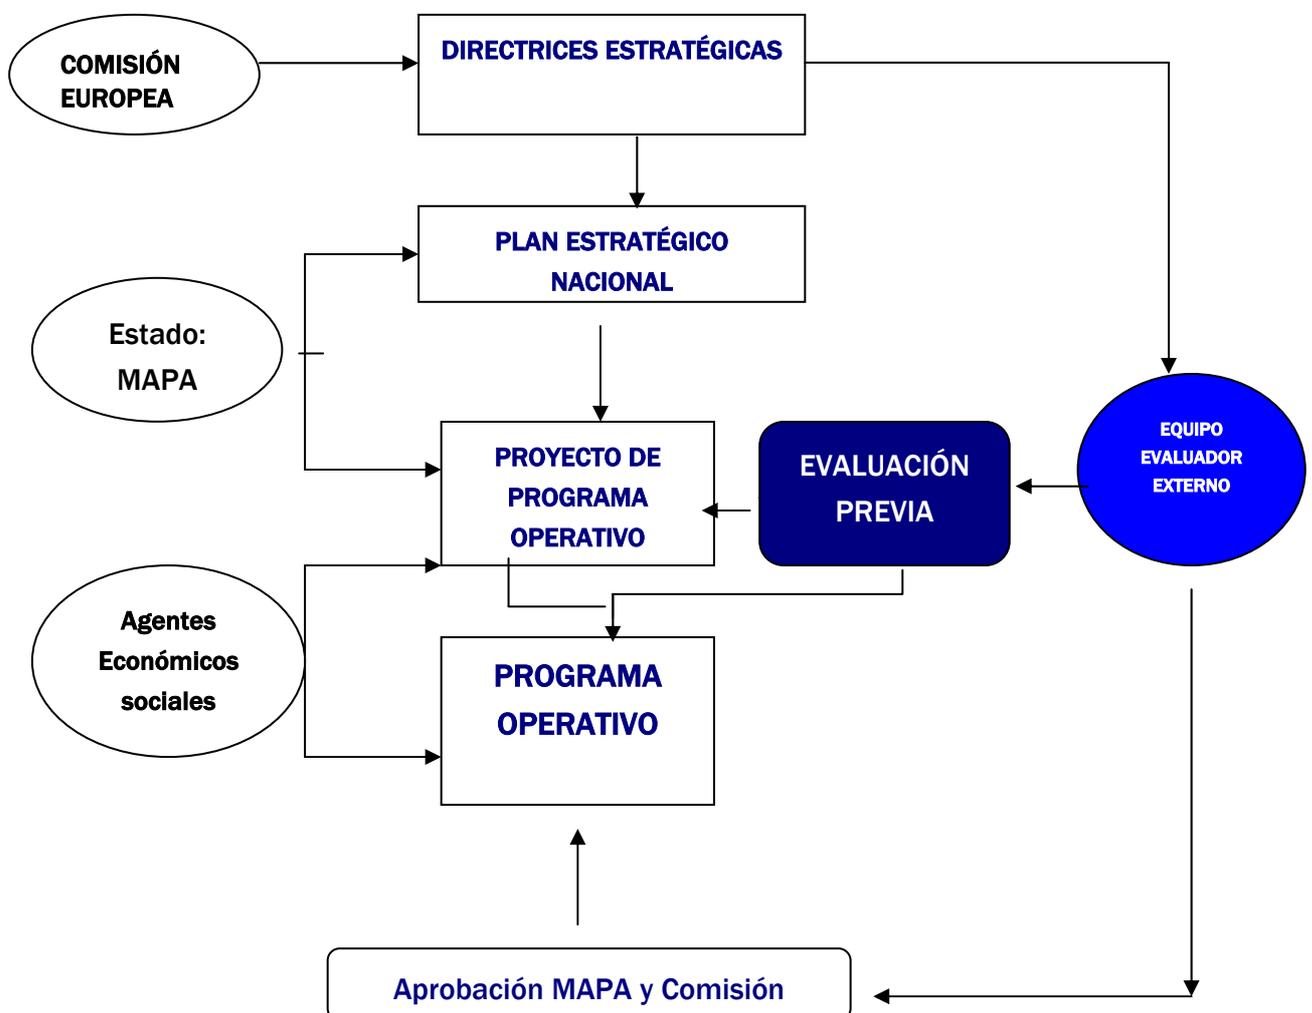 DIRECTRICES ESTRATÉGICAS
COMISIÓN
EUROPEA
PLAN ESTRATÉGICO
NACIONAL
Estado:
MAPA
PROYECTO DE
PROGRAMA
OPERATIVO
EVALUACIÓN
PREVIA
EQUIPO
EVALUADOR
EXTERNO
Agentes
Económicos
sociales
PROGRAMA
OPERATIVO
Aprobación MAPA y Comisión